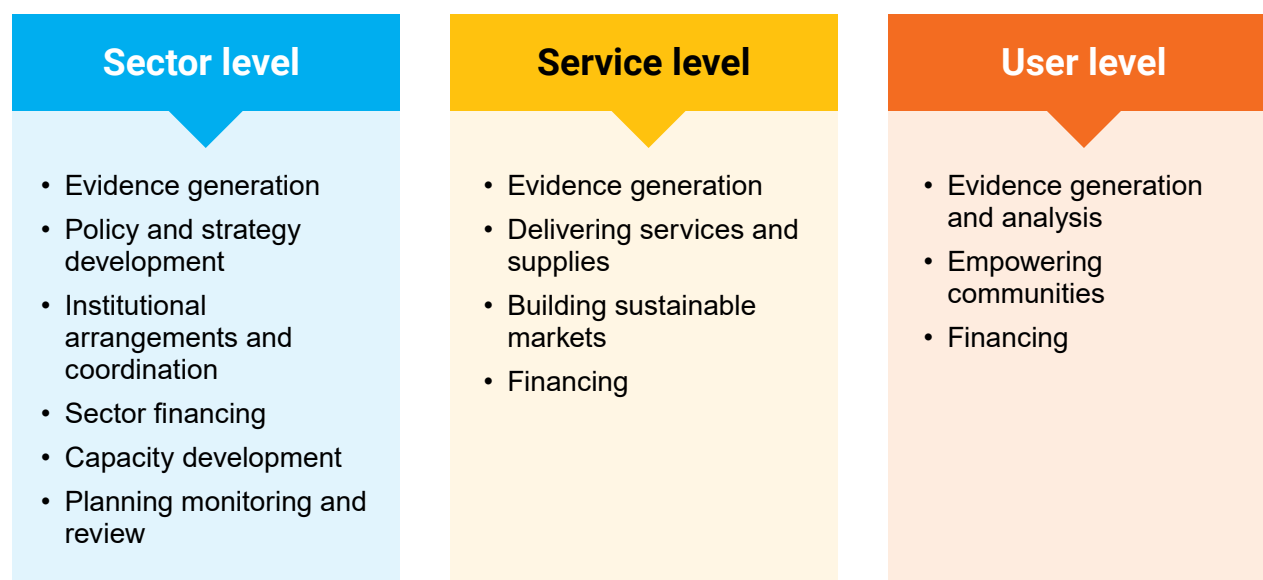 Sector level
• Evidence generation
• Policy and strategy
development
• Institutional
arrangements and
coordination
• Sector financing
• Capacity development
• Planning monitoring and
review
Service level
• Evidence generation
• Delivering services and
supplies
• Building sustainable
markets
• Financing
User level
• Evidence generation
and analysis
• Empowering
communities
• Financing